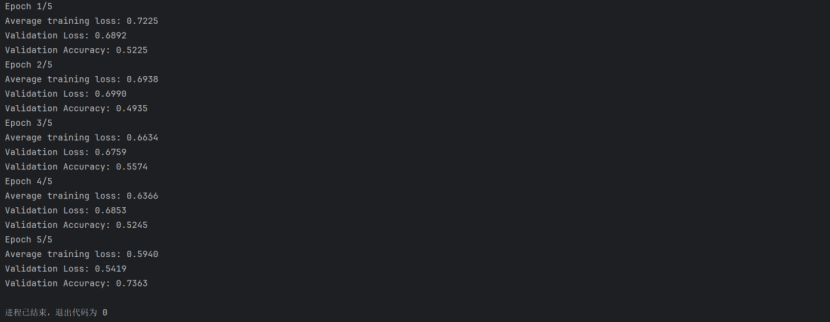 Epoch 1/5
Average training loss: 0.7225
Validation Loss: 0.6892
Validation Accuracy: 0.5225
Epoch 2/5
Average training loss: 0.6938
Validation Loss: 0.6990
Validation Accuracy: 0.4935
Epoch 3/5
Average training loss: 0.6634
Validation Loss: 0.6759
Validation Accuracy: 0.5574
Epoch 4/5
Average training loss: 0.6366
Validation Loss: 0.6853
Validation Accuracy: 0.5245
Epoch 5/5
Average training loss: 0.5940
Validation Loss: 0.5419
Validation Accuracy: 0.7363
进程已结束，退出代码为 0